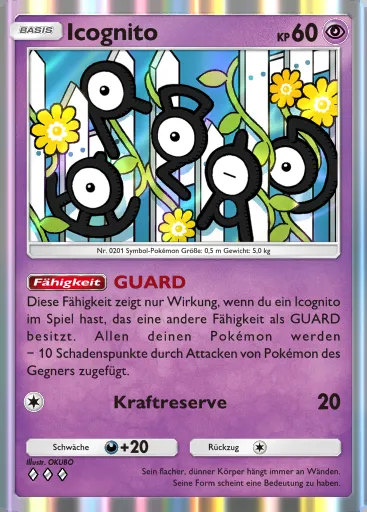 BASIS Icognito KP 60
Nr. 0201 Symbol-Pokémon Größe: 0,5 m Gewicht: 5,0 kg
Fähigkeit GUARD
Diese Fähigkeit zeigt nur Wirkung, wenn du ein Icognito
im Spiel hast, das eine andere Fähigkeit als GUARD
besitzt. Allen deinen Pokémon werden
− 10 Schadenspunkte durch Attacken von Pokémon des
Gegners zugefügt.
Kraftreserve 20
Schwäche +20 Rückzug
Illustr. OKUBO
Sein flacher, dünner Körper hängt immer an Wänden.
Seine Form scheint eine Bedeutung zu haben.